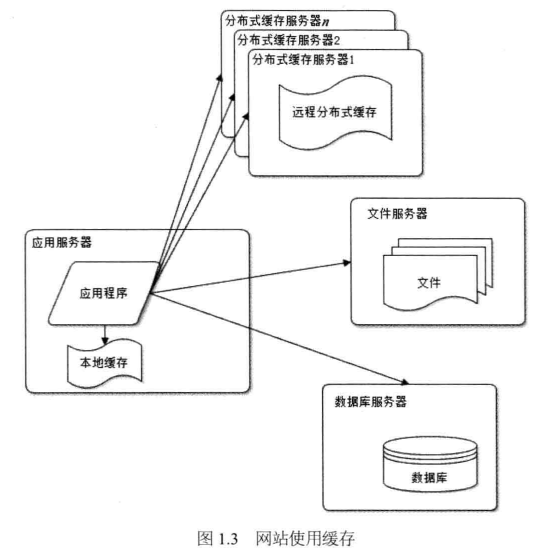 分布式缓存服务器n
分布式缓存服务器2
分布式缓存服务器1
远程分布式缓存
文件服务器
文件
应用服务器
应用程序
本地缓存
数据库服务器
数据库
图 1.3 网站使用缓存